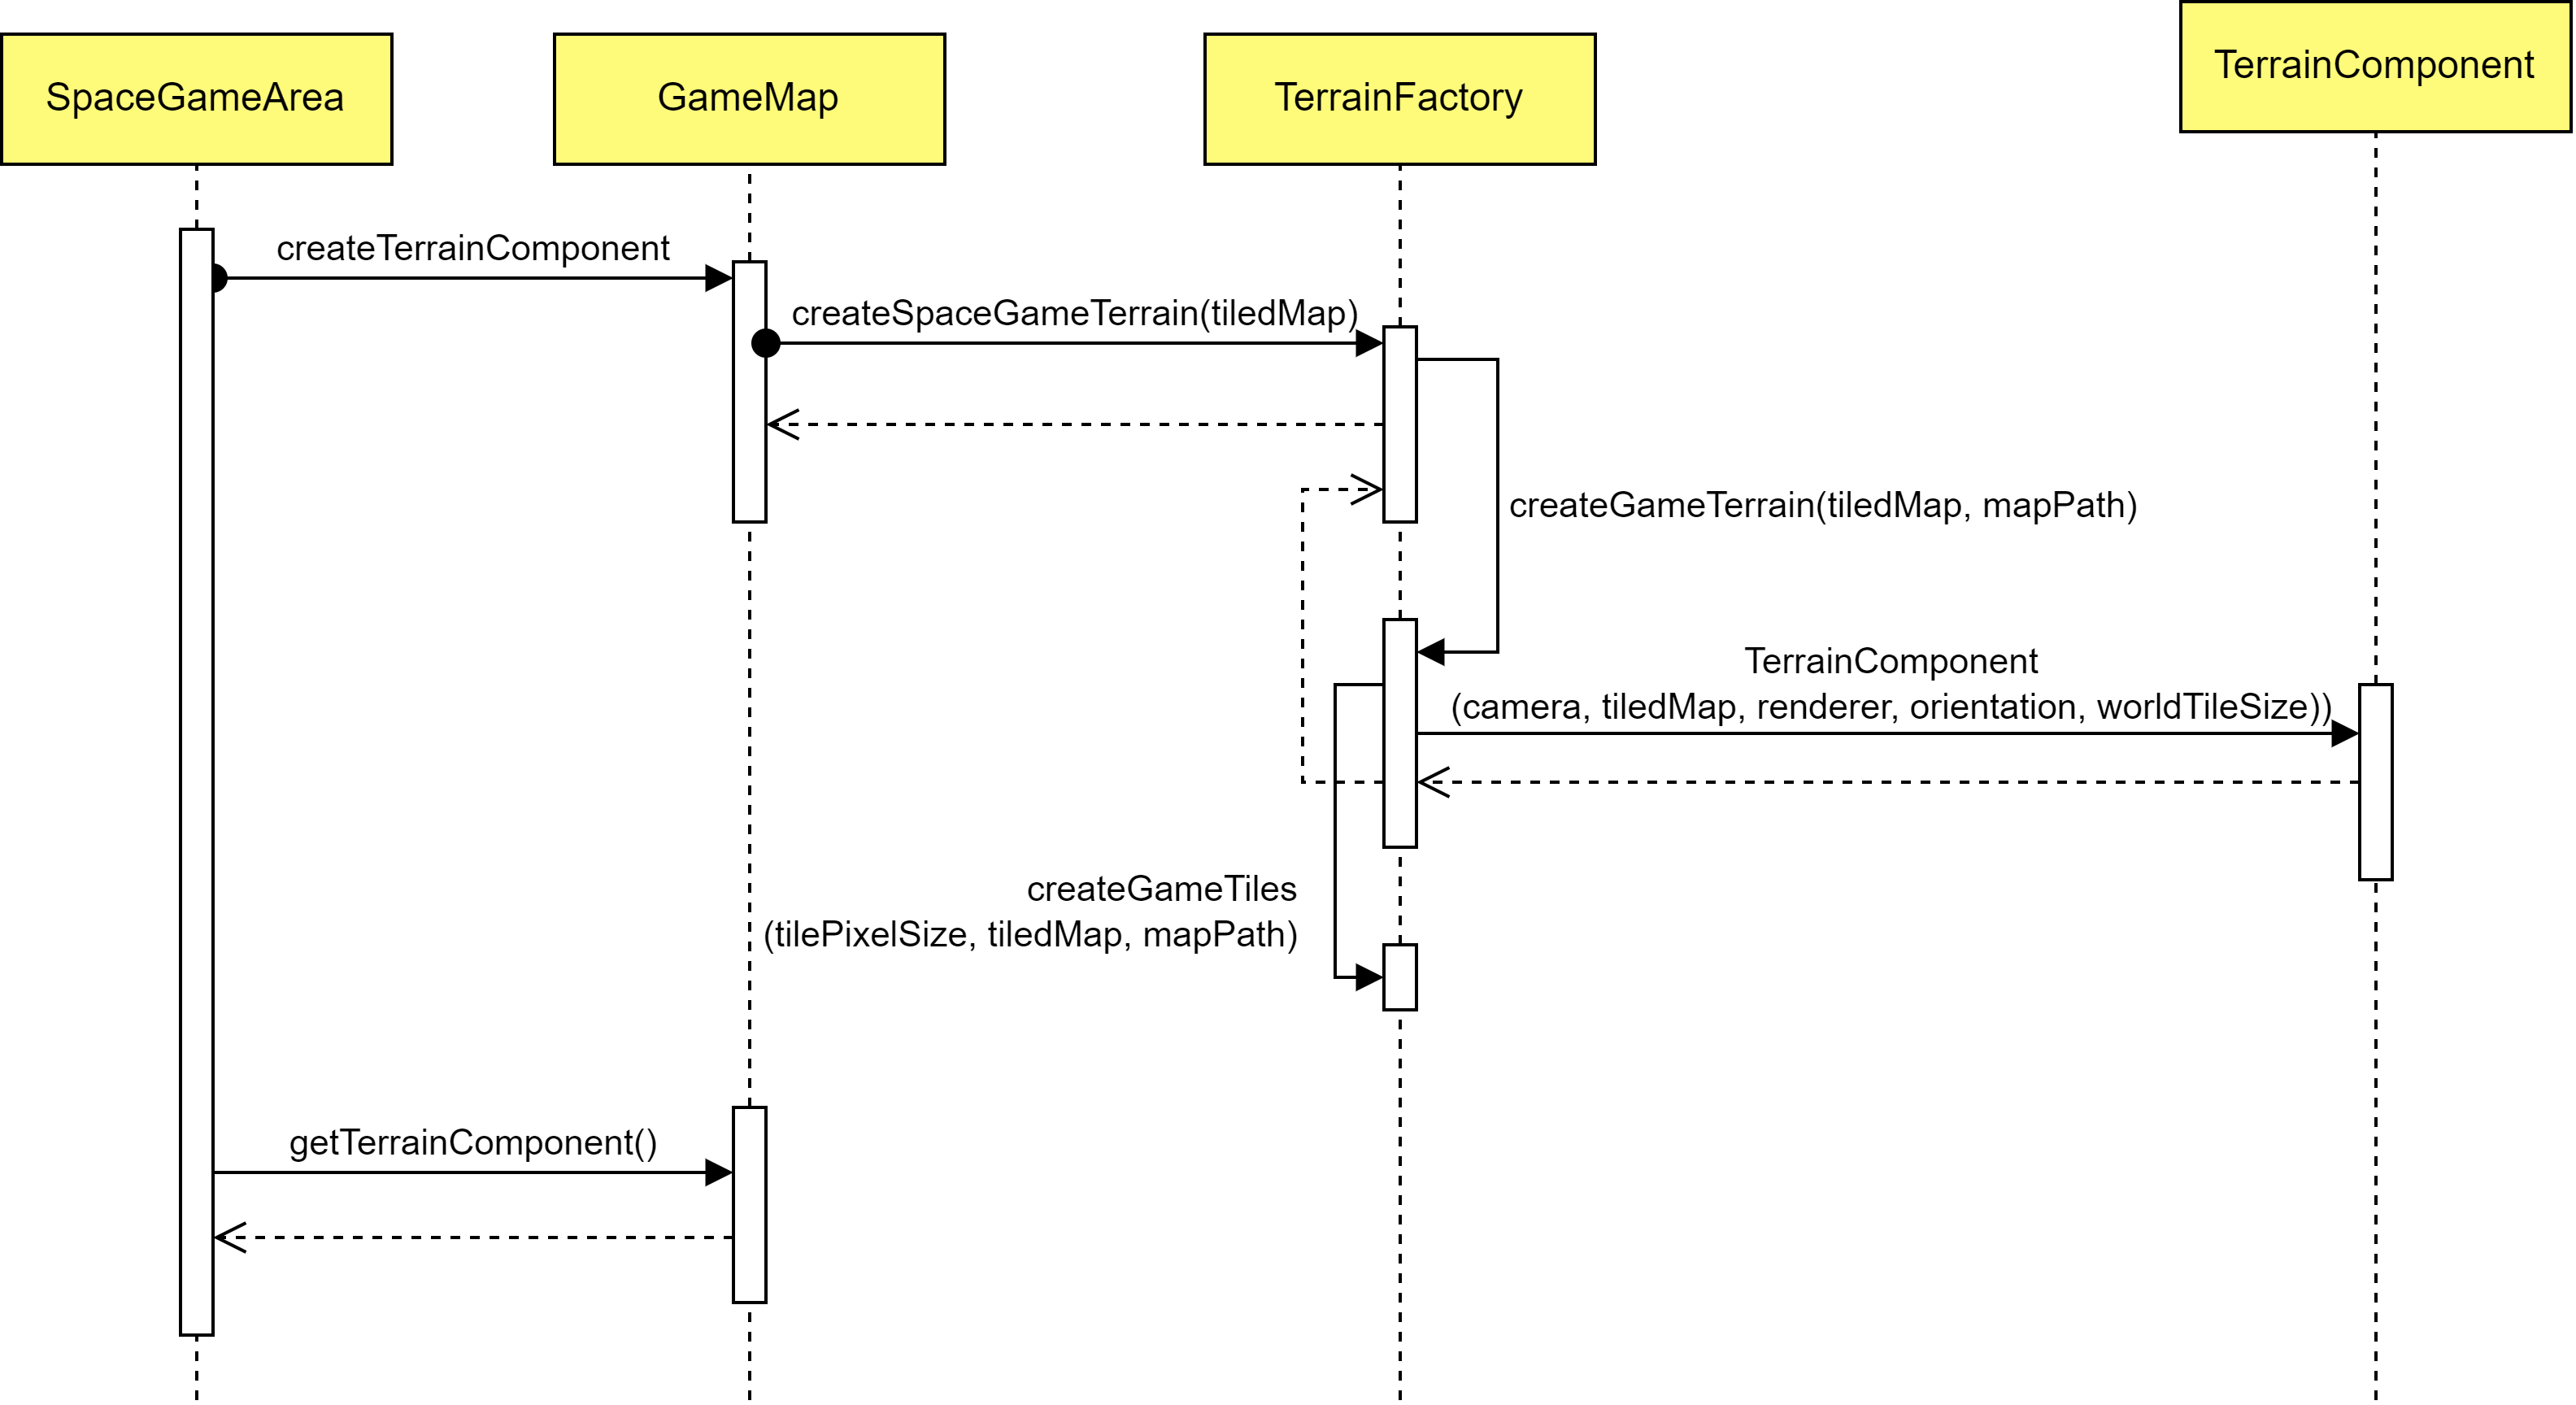 SpaceGameArea
GameMap
TerrainFactory
TerrainComponent
createTerrainComponent
createSpaceGameTerrain(tiledMap)
createGameTerrain(tiledMap, mapPath)
TerrainComponent
(camera, tiledMap, renderer, orientation, worldTileSize))
createGameTiles
(tilePixelSize, tiledMap, mapPath)
getTerrainComponent()